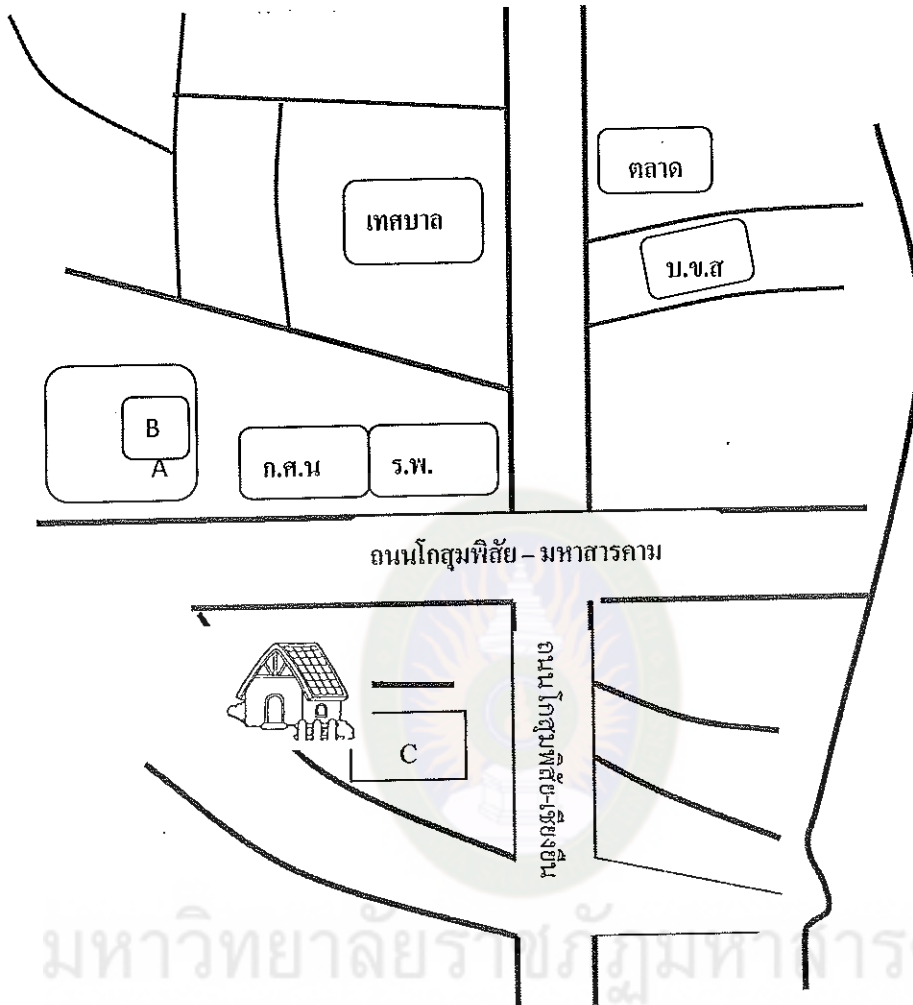 ตลาด
เทศบาล
บ.ข.ส
B
A
ก.ศ.น
ร.พ.
ถนนโกสุมพิสัย – มหาสารคาม
ถนนโกสุมพิสัย-เชียงยืน
C
มหาวิทยาลัยราชภัฏมหาสารค